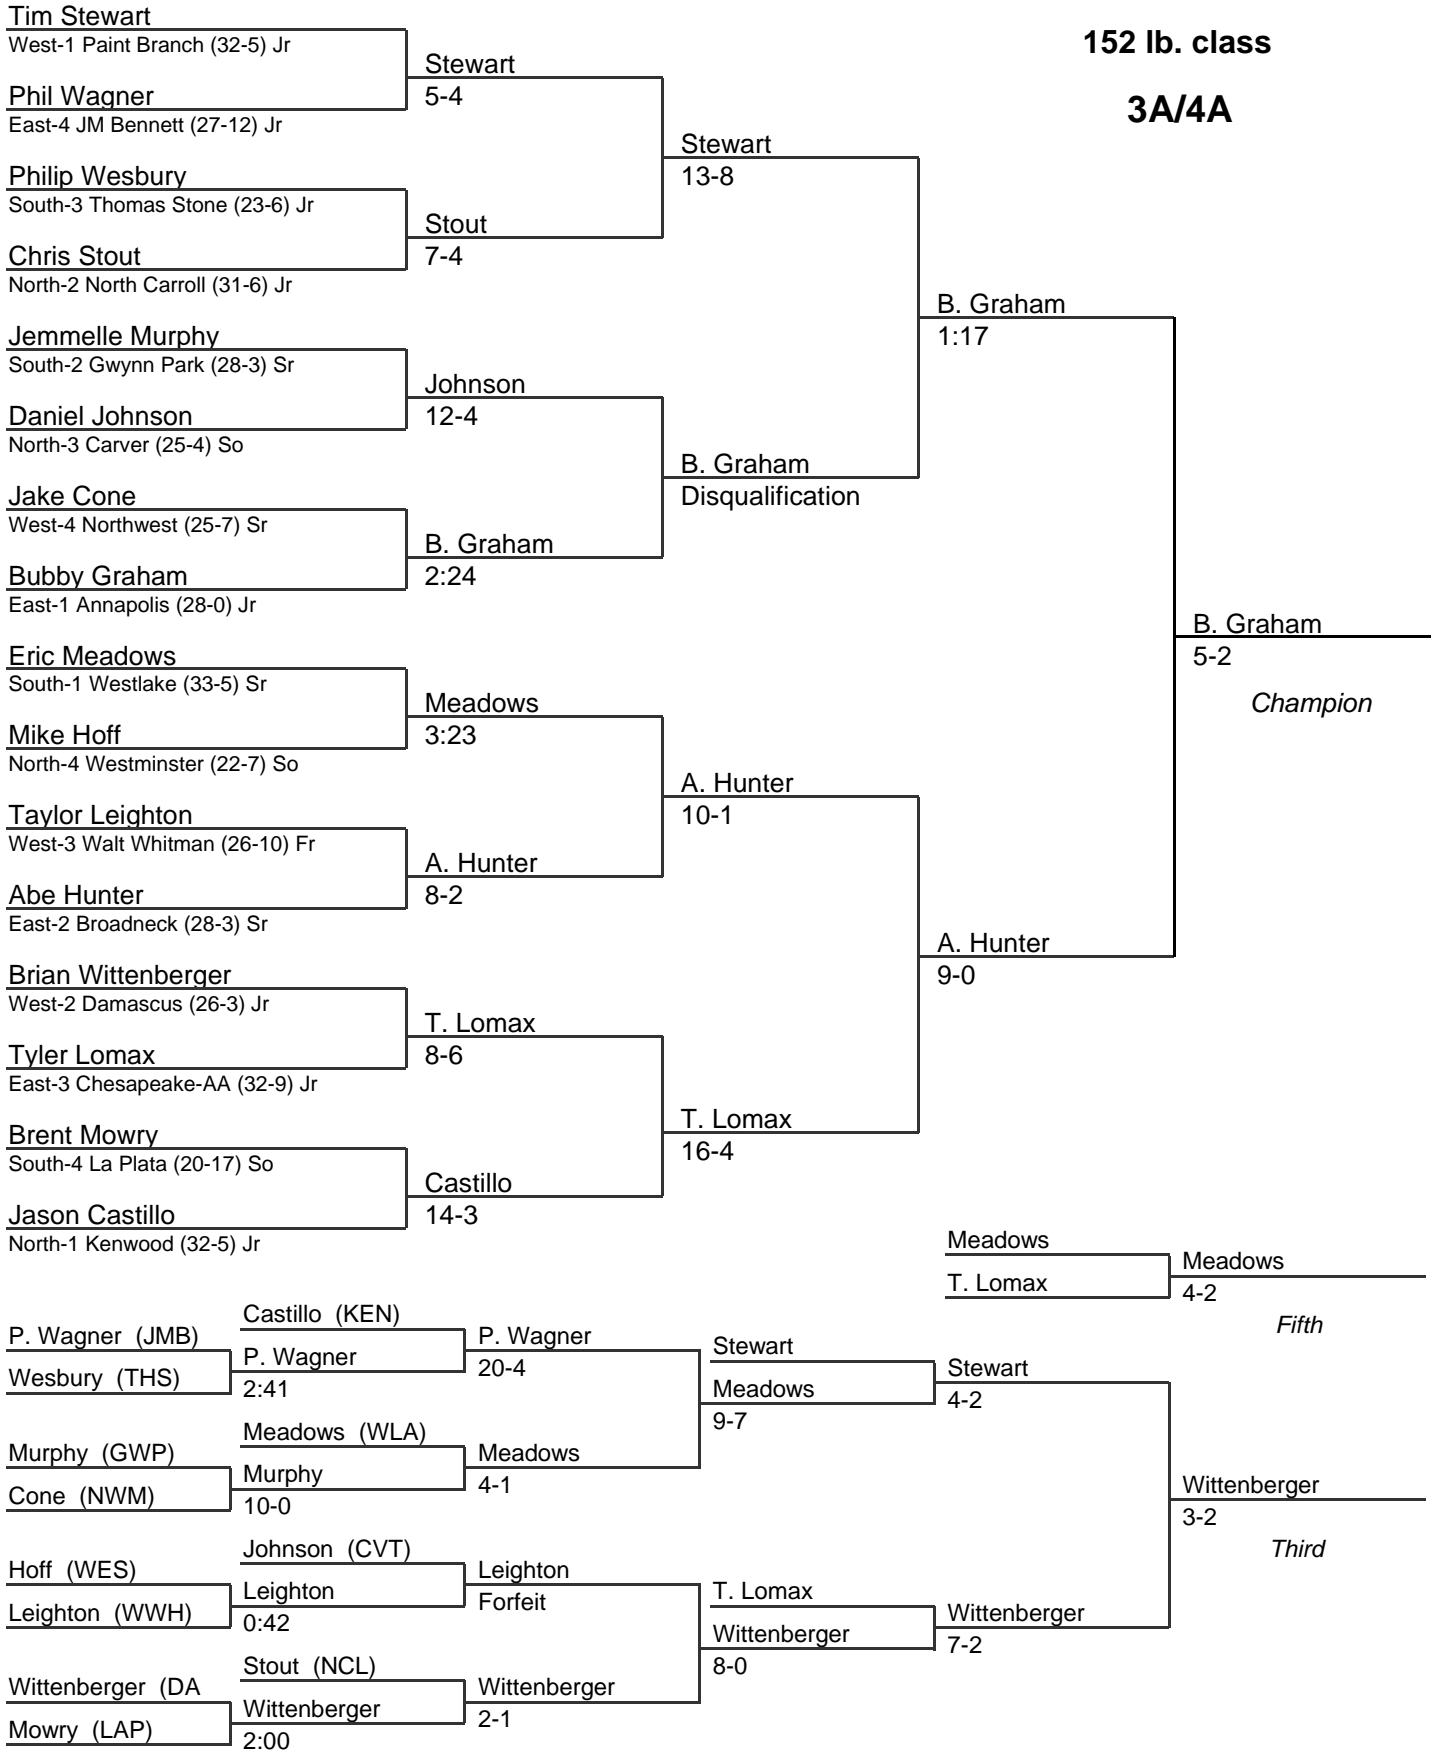 152 lb. class
3A/4A
Tim Stewart
West-1 Paint Branch (32-5) Jr
Phil Wagner
East-4 JM Bennett (27-12) Jr
Philip Wesbury
South-3 Thomas Stone (23-6) Jr
Chris Stout
North-2 North Carroll (31-6) Jr
Jemmelle Murphy
South-2 Gwynn Park (28-3) Sr
Daniel Johnson
North-3 Carver (25-4) So
Jake Cone
West-4 Northwest (25-7) Sr
Bubby Graham
East-1 Annapolis (28-0) Jr
Eric Meadows
South-1 Westlake (33-5) Sr
Mike Hoff
North-4 Westminster (22-7) So
Taylor Leighton
West-3 Walt Whitman (26-10) Fr
Abe Hunter
East-2 Broadneck (28-3) Sr
Brian Wittenberger
West-2 Damascus (26-3) Jr
Tyler Lomax
East-3 Chesapeake-AA (32-9) Jr
Brent Mowry
South-4 La Plata (20-17) So
Jason Castillo
North-1 Kenwood (32-5) Jr
Stewart
5-4
Stout
7-4
Johnson
12-4
B. Graham
2:24
Meadows
3:23
A. Hunter
8-2
T. Lomax
8-6
Castillo
14-3
Stewart
13-8
B. Graham
Disqualification
A. Hunter
10-1
T. Lomax
16-4
B. Graham
1:17
A. Hunter
9-0
B. Graham
5-2
Champion
Meadows
T. Lomax
Meadows
4-2
Fifth
P. Wagner (JMB)
Wesbury (THS)
Murphy (GWP)
Cone (NWM)
Hoff (WES)
Leighton (WWH)
Wittenberger (DA
Mowry (LAP)
Castillo (KEN)
P. Wagner
2:41
Meadows (WLA)
Murphy
10-0
Johnson (CVT)
Leighton
0:42
Stout (NCL)
Wittenberger
2:00
P. Wagner
20-4
Meadows
4-1
Leighton
Forfeit
Wittenberger
2-1
Stewart
Meadows
9-7
T. Lomax
Wittenberger
8-0
Stewart
4-2
Wittenberger
7-2
Wittenberger
3-2
Third